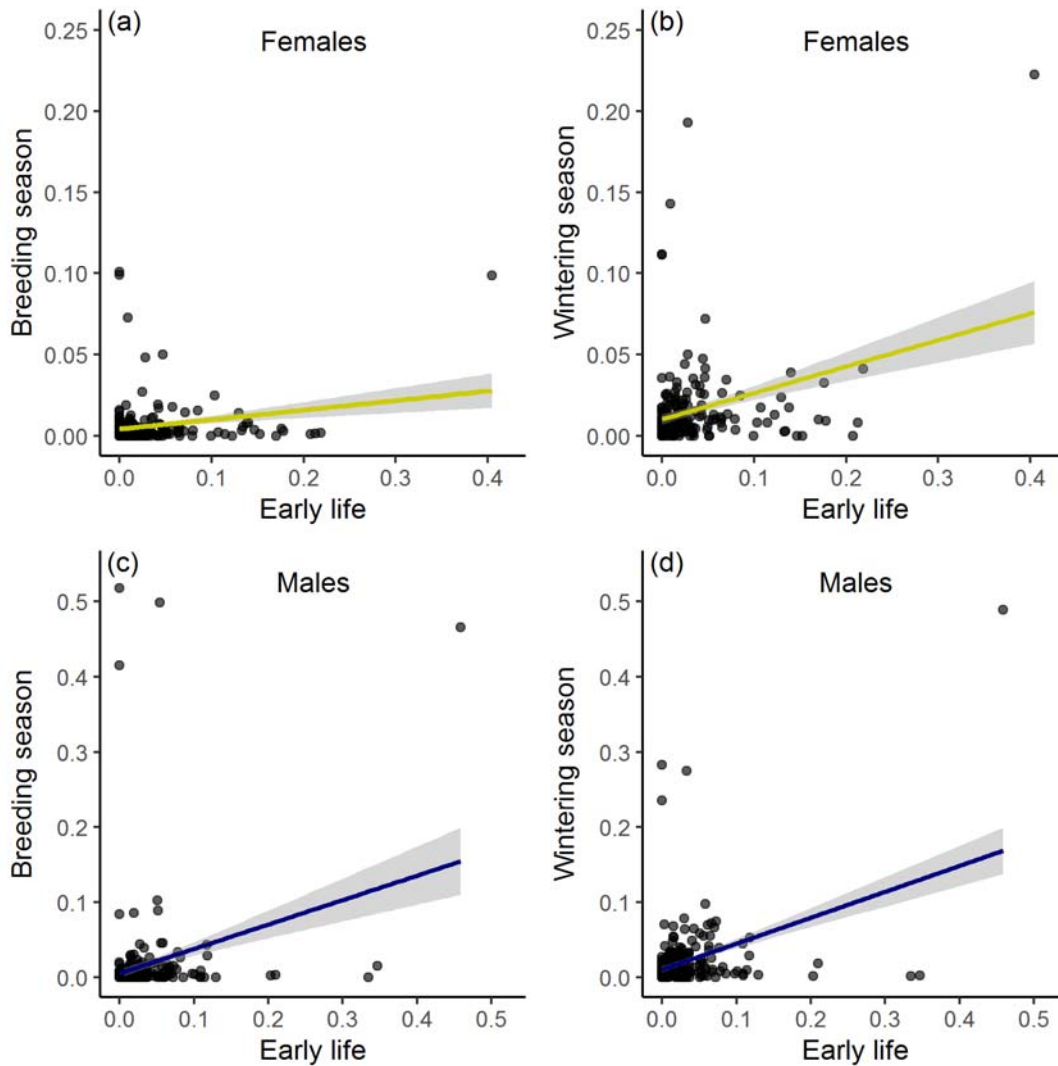 (a)
Females
Breeding season
0.25
0.20
0.15
0.10
0.05
0.00
0.0 0.1 0.2 0.3 0.4
Early life
(b)
Females
Wintering season
0.25
0.20
0.15
0.10
0.05
0.00
0.0 0.1 0.2 0.3 0.4
Early life
(c)
Males
Breeding season
0.5
0.4
0.3
0.2
0.1
0.0
0.0 0.1 0.2 0.3 0.4 0.5
Early life
(d)
Males
Wintering season
0.5
0.4
0.3
0.2
0.1
0.0
0.0 0.1 0.2 0.3 0.4 0.5
Early life